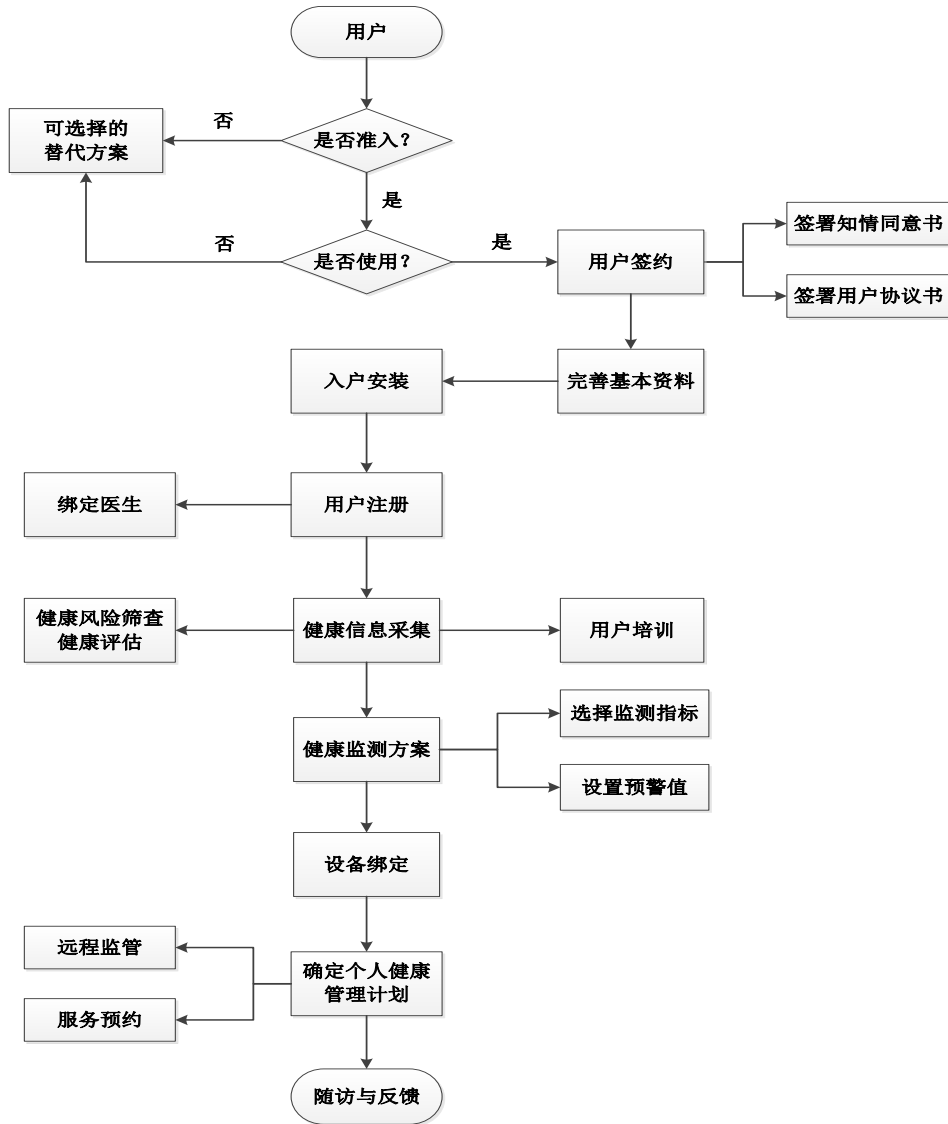 用户
否
可选择的
替代方案
是否准入？
是
签署知情同意书
否
是否使用？
是
用户签约
签署用户协议书
入户安装
完善基本资料
绑定医生
用户注册
健康风险筛查
健康评估
健康信息采集
用户培训
选择监测指标
健康监测方案
设置预警值
设备绑定
远程监管
确定个人健康
管理计划
服务预约
随访与反馈